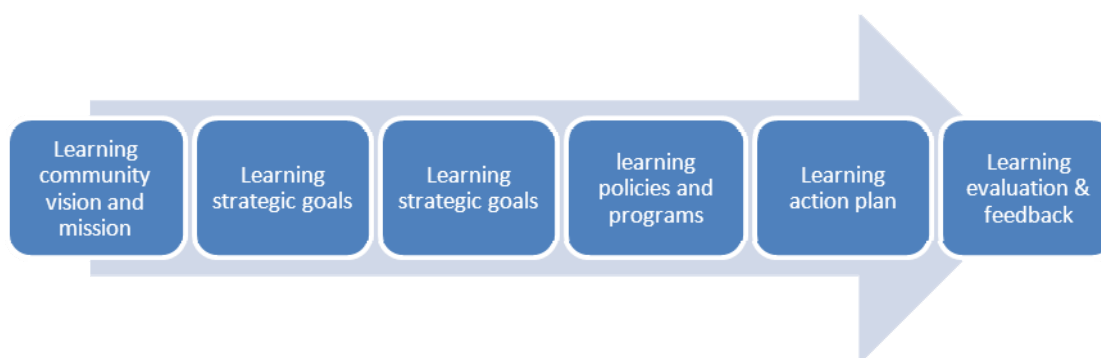 Learning
community
vision and
mission
Learning
strategic goals
Learning
strategic goals
learning
policies and
programs
Learning
action plan
Learning
evaluation &
feedback